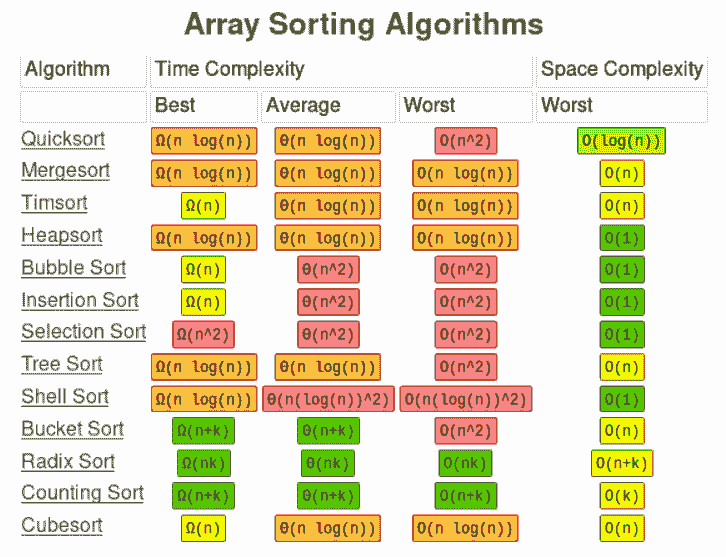 Array Sorting Algorithms
Algorithm Time Complexity Space Complexity
Best Average Worst Worst
Quicksort Ω(n log(n)) Θ(n log(n)) O(n^2) O(log(n))
Mergesort Ω(n log(n)) Θ(n log(n)) O(n log(n)) O(n)
Timsort Ω(n) Θ(n log(n)) O(n log(n)) O(n)
Heapsort Ω(n log(n)) Θ(n log(n)) O(n log(n)) O(1)
Bubble Sort Ω(n) Θ(n^2) O(n^2) O(1)
Insertion Sort Ω(n) Θ(n^2) O(n^2) O(1)
Selection Sort Ω(n^2) Θ(n^2) O(n^2) O(1)
Tree Sort Ω(n log(n)) Θ(n log(n)) O(n^2) O(n)
Shell Sort Ω(n log(n)) Θ(n(log(n))^2) O(n(log(n))^2) O(1)
Bucket Sort Ω(n+k) Θ(n+k) O(n^2) O(n)
Radix Sort Ω(nk) Θ(nk) O(nk) O(n+k)
Counting Sort Ω(n+k) Θ(n+k) O(n+k) O(k)
Cubesort Ω(n) Θ(n log(n)) O(n log(n)) O(n)